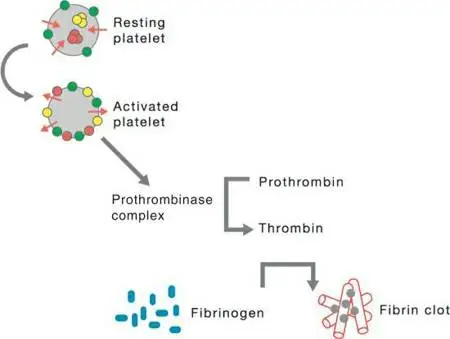 Resting
platelet
Activated
platelet
Prothrombinase
complex
Prothrombin
Thrombin
Fibrinogen
Fibrin clot